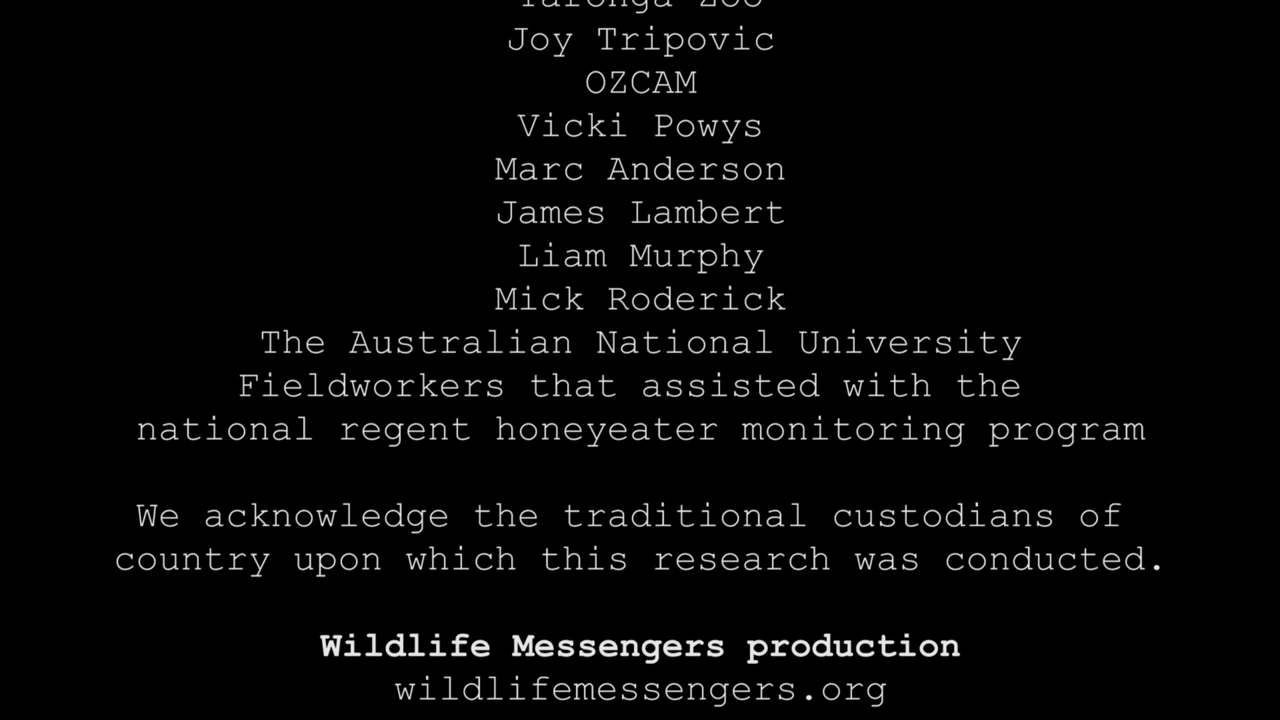 Taronga Zoo
Joy Tripovic
OZCAM
Vicki Powys
Marc Anderson
James Lambert
Liam Murphy
Mick Roderick
The Australian National University
Fieldworkers that assisted with the
national regent honeyeater monitoring program
We acknowledge the traditional custodians of
country upon which this research was conducted.
Wildlife Messengers production
wildlifemessengers.org